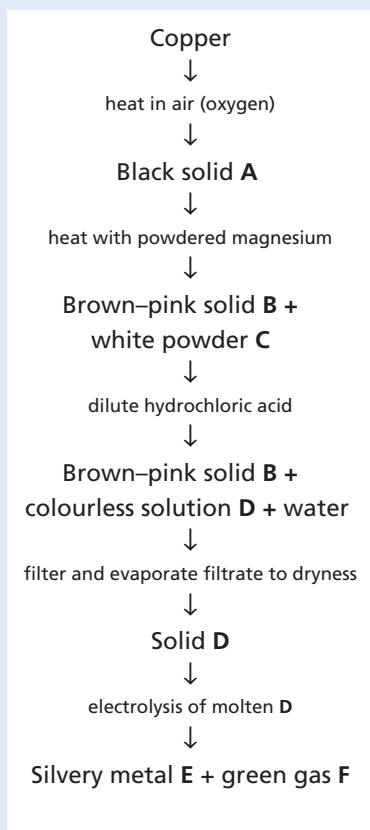 Copper
↓
heat in air (oxygen)
↓
Black solid A
↓
heat with powdered magnesium
↓
Brown–pink solid B +
white powder C
↓
dilute hydrochloric acid
↓
Brown–pink solid B +
colourless solution D + water
↓
filter and evaporate filtrate to dryness
↓
Solid D
↓
electrolysis of molten D
↓
Silvery metal E + green gas F